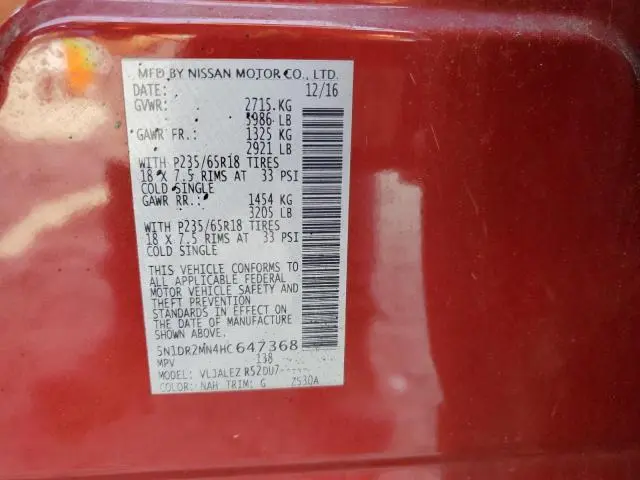 MFD BY NISSAN MOTOR CO., LTD.
DATE: 12/16
GVWR: 2715 KG
5986 LB
GAWR FR.: 1325 KG
2921 LB
WITH P235/65R18 TIRES
18 X 7.5 RIMS AT 33 PSI
COLD SINGLE
GAWR RR.: 1454 KG
3205 LB
WITH P235/65R18 TIRES
18 X 7.5 RIMS AT 33 PSI
COLD SINGLE
THIS VEHICLE CONFORMS TO
ALL APPLICABLE FEDERAL
MOTOR VEHICLE SAFETY AND
THEFT PREVENTION
STANDARDS IN EFFECT ON
THE DATE OF MANUFACTURE
SHOWN ABOVE.
5N1DR2MN4HC647368
MPV 138
MODEL: VLJALEZ R52DU7-----
COLOR: NAH TRIM: G Z530A